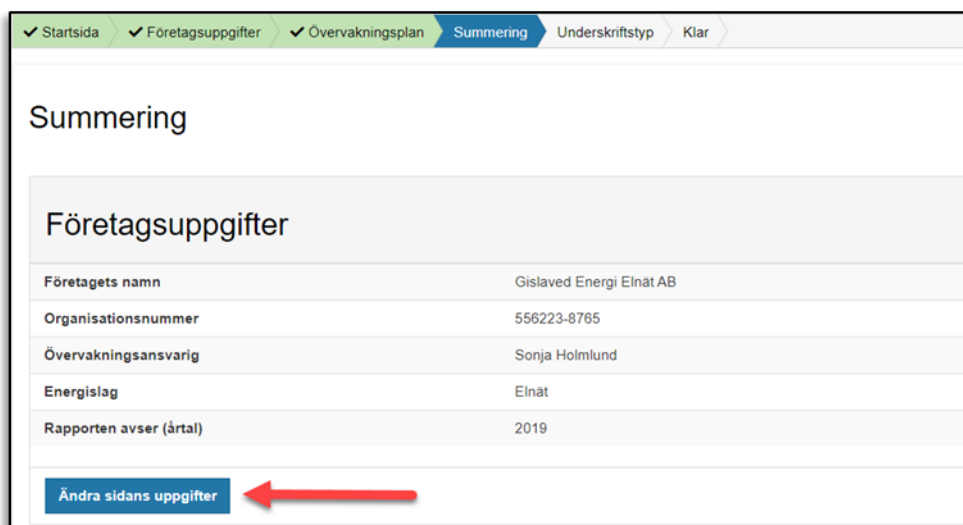 ✔ Startsida ✔ Företagsuppgifter ✔ Övervakningsplan Summering Underskriftstyp Klar
Summering
Företagsuppgifter
Företagets namn Gislaved Energi Elnät AB
Organisationsnummer 556223-8765
Övervakningsansvarig Sonja Holmlund
Energislag Elnät
Rapporten avser (årtal) 2019
Ändra sidans uppgifter